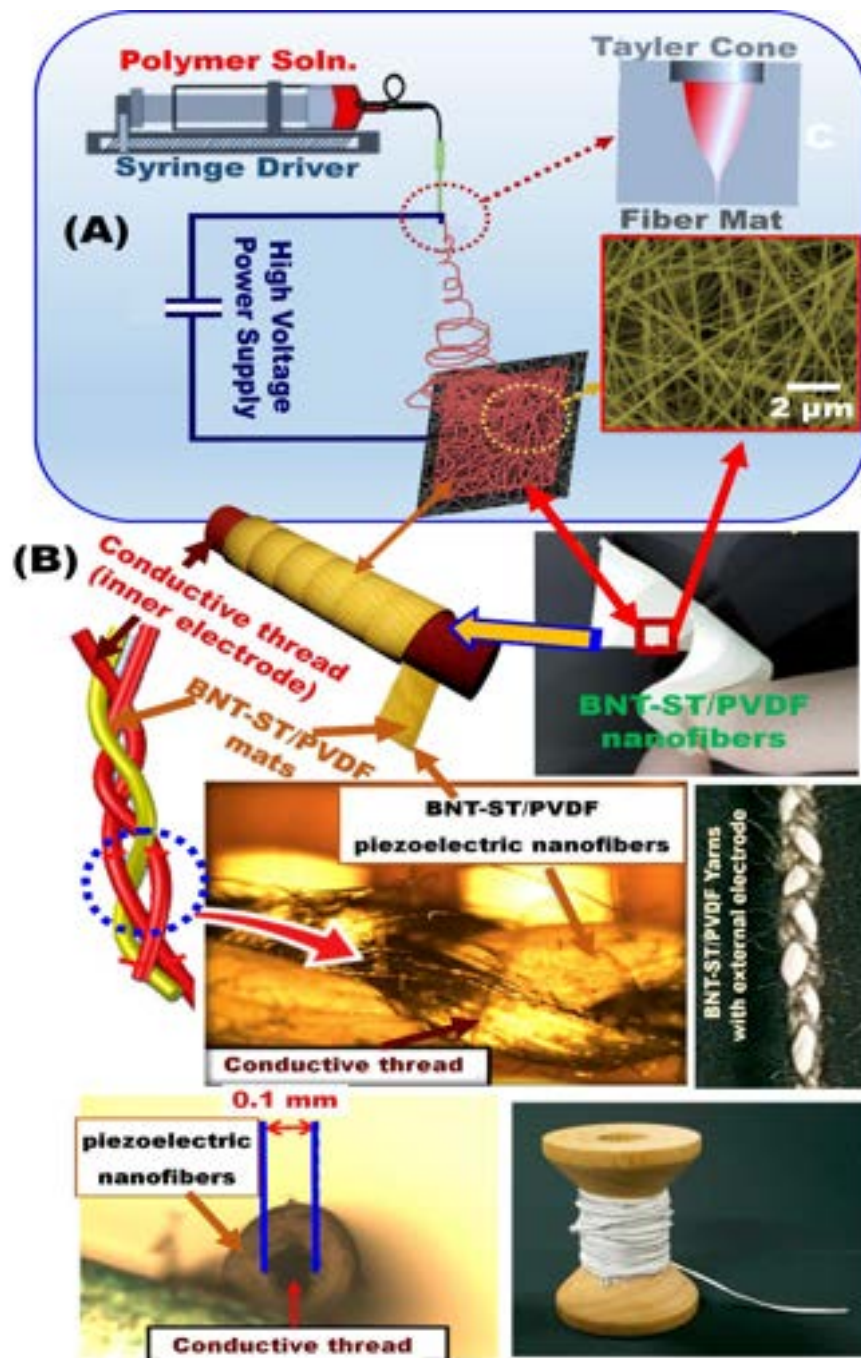 Polymer Soln.
Syringe Driver
Tayler Cone
C
Fiber Mat
(A)
High Voltage
Power Supply
2 μm
(B)
Conductive thread
(inner electrode)
BNT-ST/PVDF
mats
BNT-ST/PVDF
nanofibers
BNT-ST/PVDF
piezoelectric nanofibers
Conductive thread
BNT-ST/PVDF Yarns
with external electrode
0.1 mm
piezoelectric
nanofibers
Conductive thread